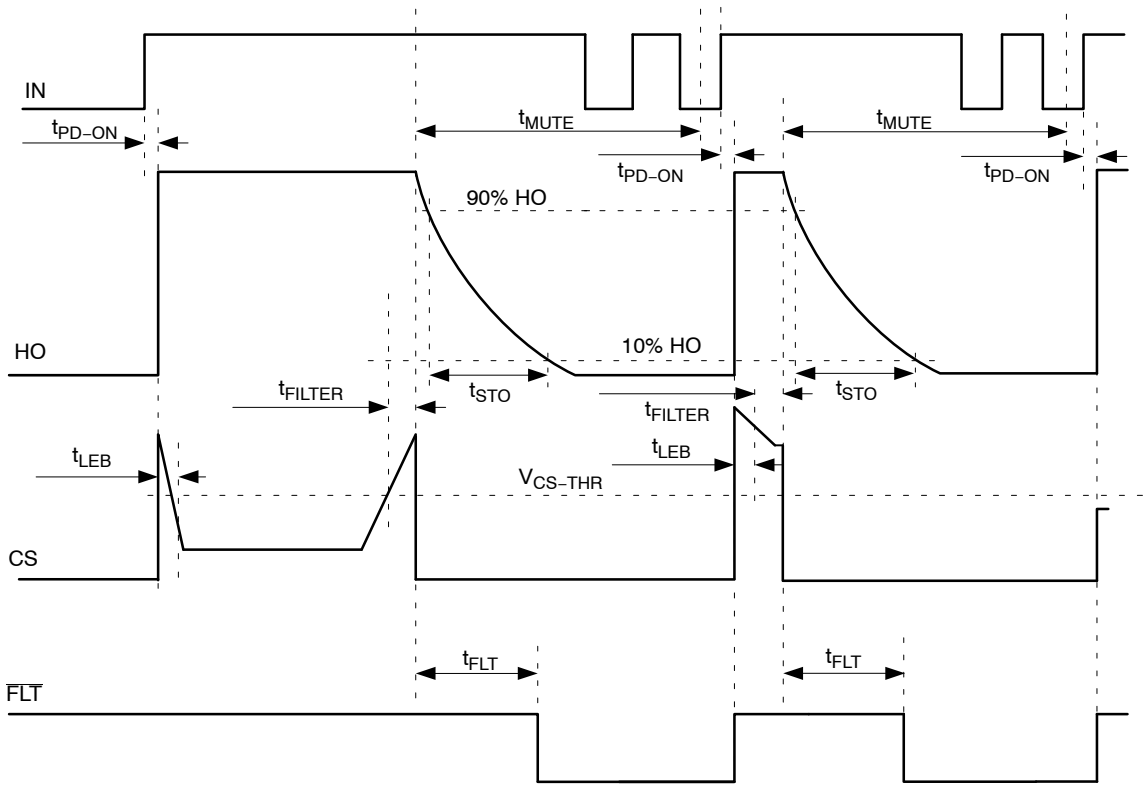 IN
tPD–ON
tMUTE
tMUTE
tPD–ON
tPD–ON
90% HO
HO
10% HO
tFILTER
tSTO
tFILTER
tSTO
tLEB
tLEB
VCS–THR
CS
tFLT
tFLT
FLT